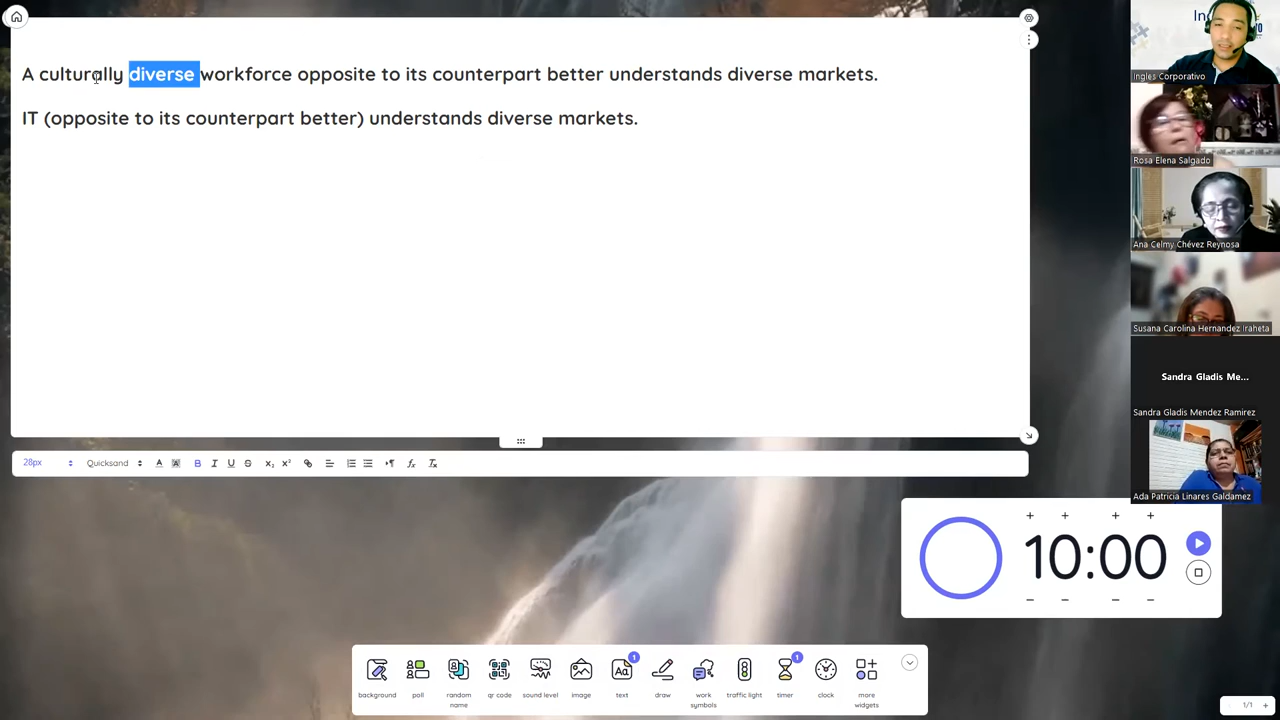 A culturally diverse workforce opposite to its counterpart better understands diverse markets.
IT (opposite to its counterpart better) understands diverse markets.
28px
Quicksand
B
I
U
S
10:00
background
poll
random name
qr code
sound level
image
text
draw
work symbols
traffic light
timer
clock
more widgets
1
1
1/1
Ingles Corporativo
Rosa Elena Salgado
Ana Celmy Chévez Reynosa
Susana Carolina Hernandez Iraheta
Sandra Gladis Me...
Sandra Gladis Mendez Ramirez
Ada Patricia Linares Galdamez